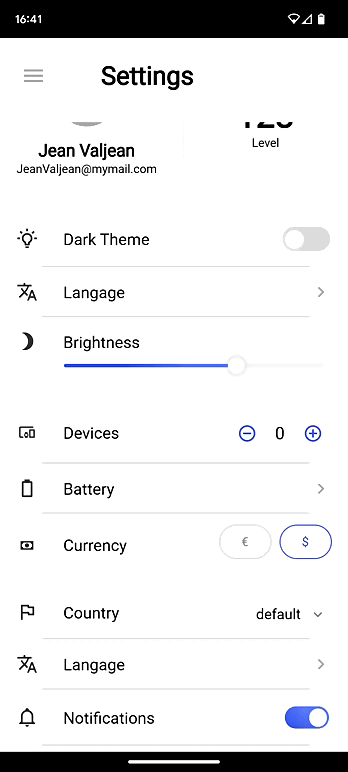 16:41
Settings
Jean Valjean
JeanValjean@mymail.com
Level
Dark Theme
Langage
Brightness
Devices
0
Battery
Currency
€
$
Country
default
Langage
Notifications